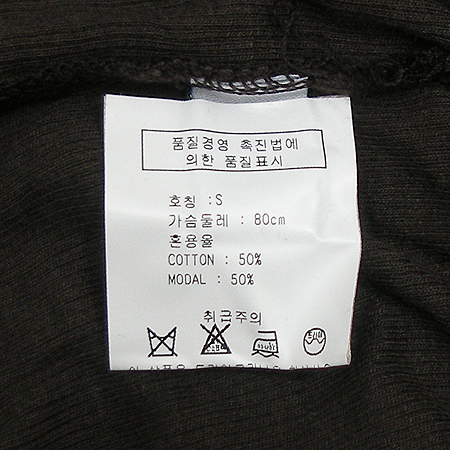 품질경영 촉진법에
의한 품질표시
호칭 : S
가슴둘레 : 80cm
혼용율
COTTON : 50%
MODAL : 50%
취급주의